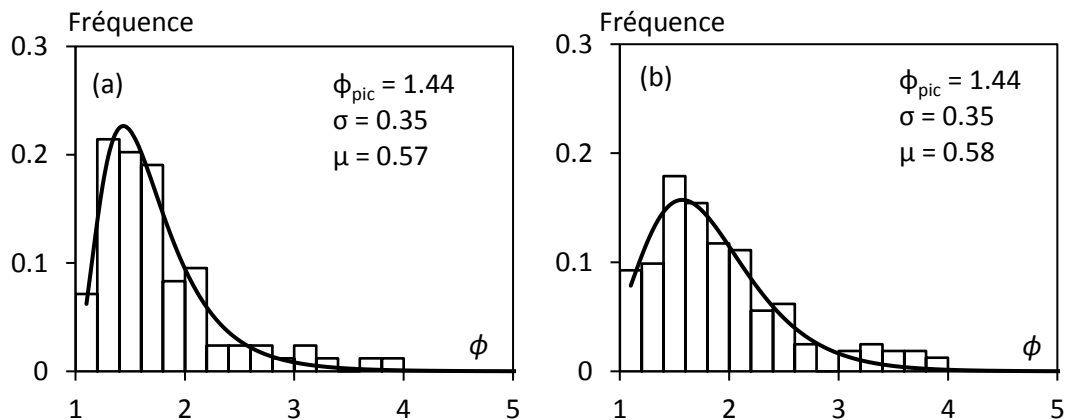 Fréquence
0.3
(a)
ϕpic = 1.44
σ = 0.35
μ = 0.57
0.2
0.1
0
ϕ
1 2 3 4 5
Fréquence
0.3
(b)
ϕpic = 1.44
σ = 0.35
μ = 0.58
0.2
0.1
0
ϕ
1 2 3 4 5